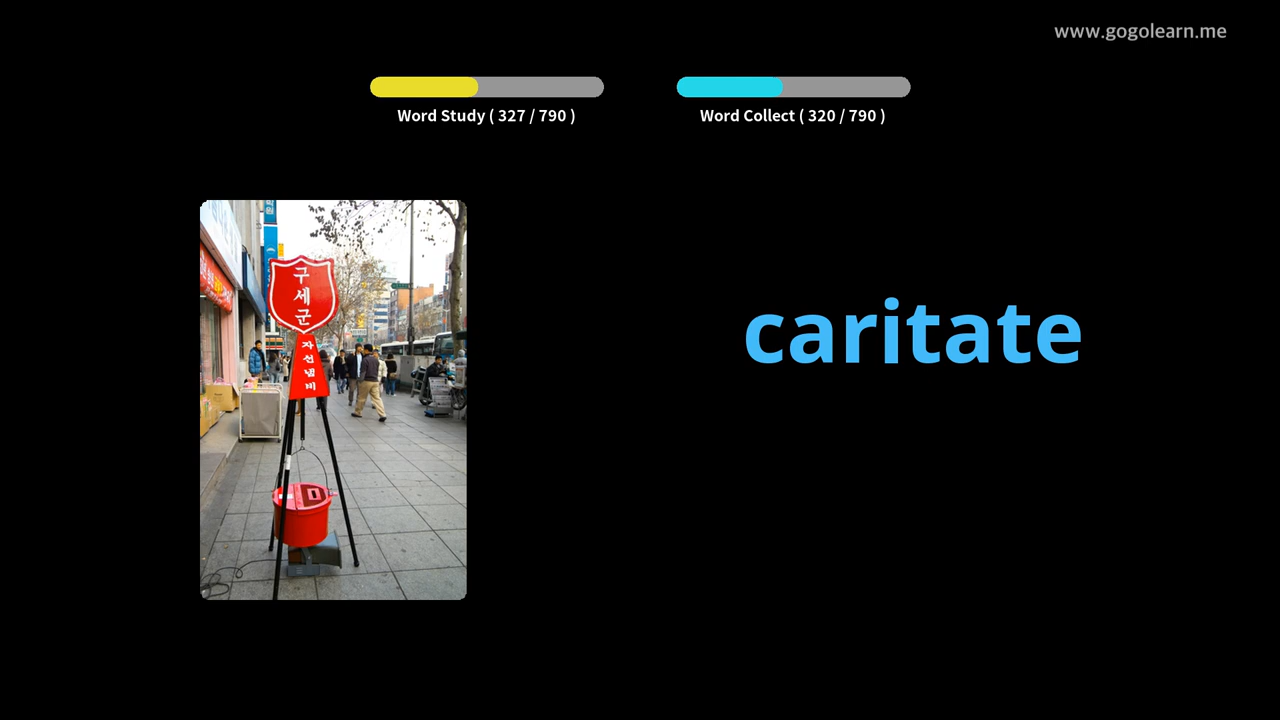 www.gogolearn.me
Word Study ( 327 / 790 )
Word Collect ( 320 / 790 )
구세군
자선냄비
caritate